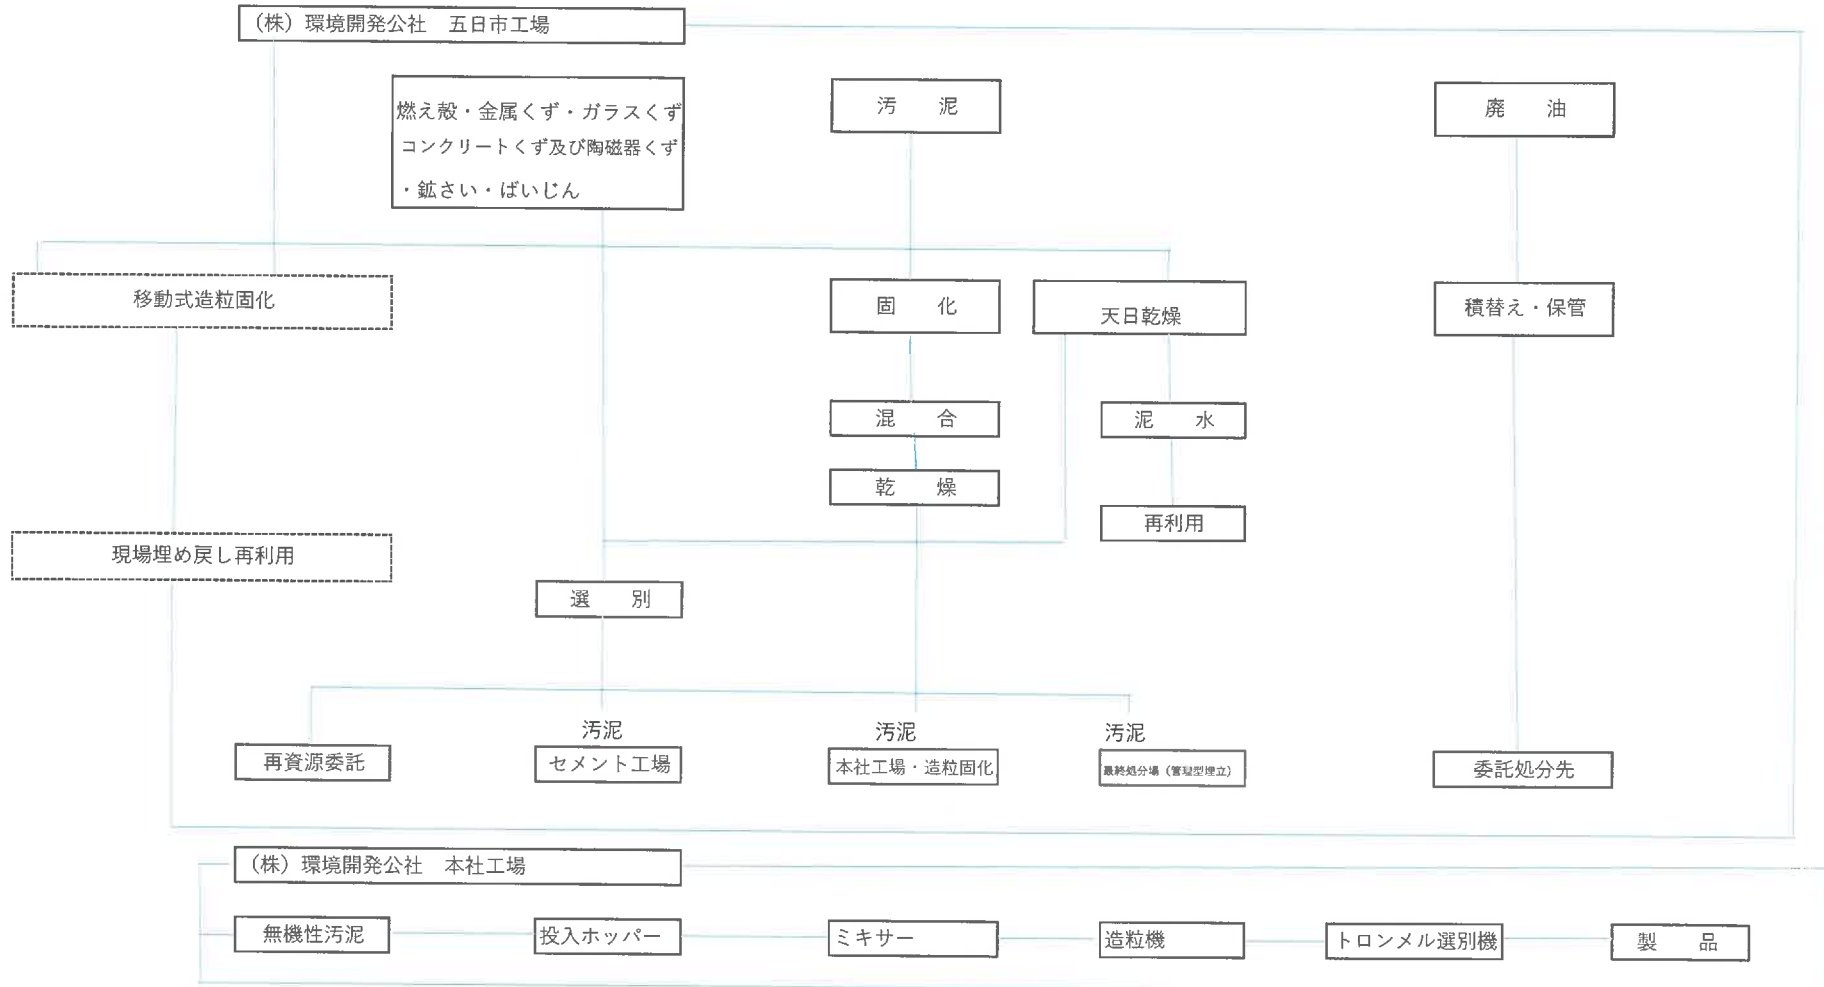 （株）環境開発公社　五日市工場
燃え殻・金属くず・ガラスくず
コンクリートくず及び陶磁器くず
・鉱さい・ばいじん
汚　泥
廃　油
移動式造粒固化
固　化
天日乾燥
積替え・保管
混　合
泥　水
乾　燥
再利用
現場埋め戻し再利用
選　別
汚泥
汚泥
汚泥
再資源委託
セメント工場
本社工場・造粒固化
最終処分場（管理型埋立）
委託処分先
（株）環境開発公社　本社工場
無機性汚泥
投入ホッパー
ミキサー
造粒機
トロンメル選別機
製　品